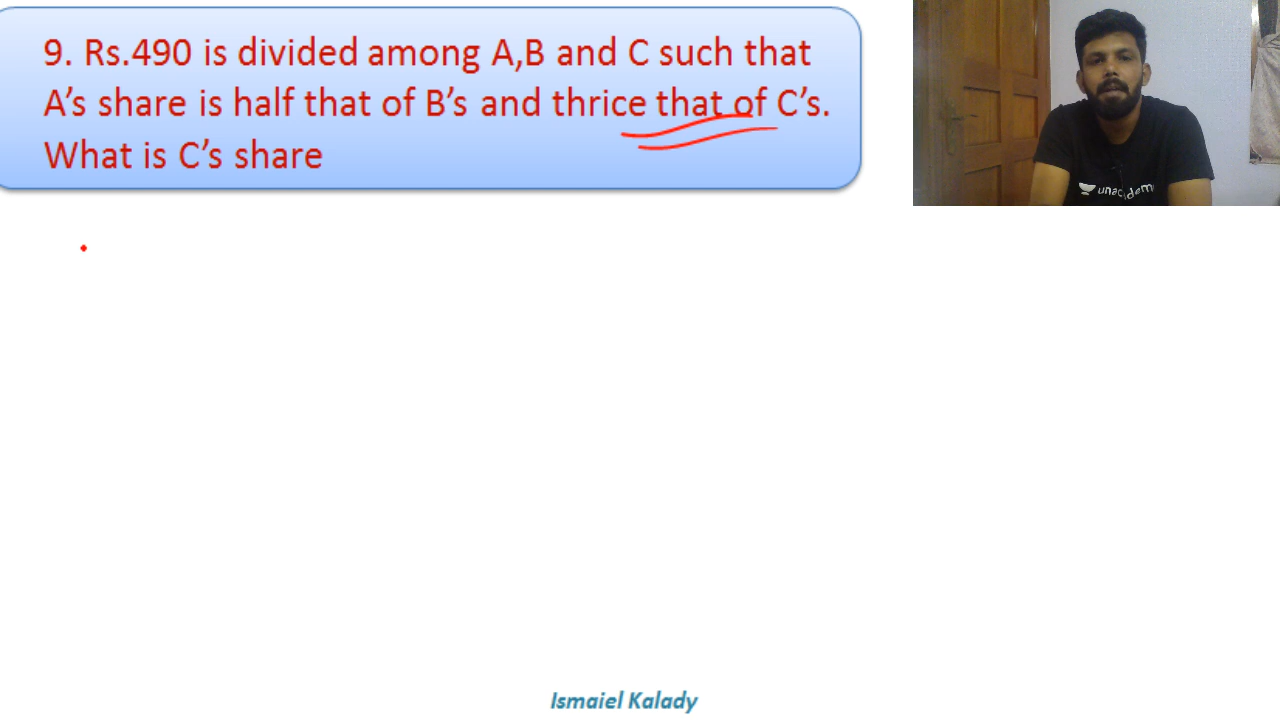 9. Rs.490 is divided among A,B and C such that
A’s share is half that of B’s and thrice that of C’s.
What is C’s share
Ismaiel Kalady